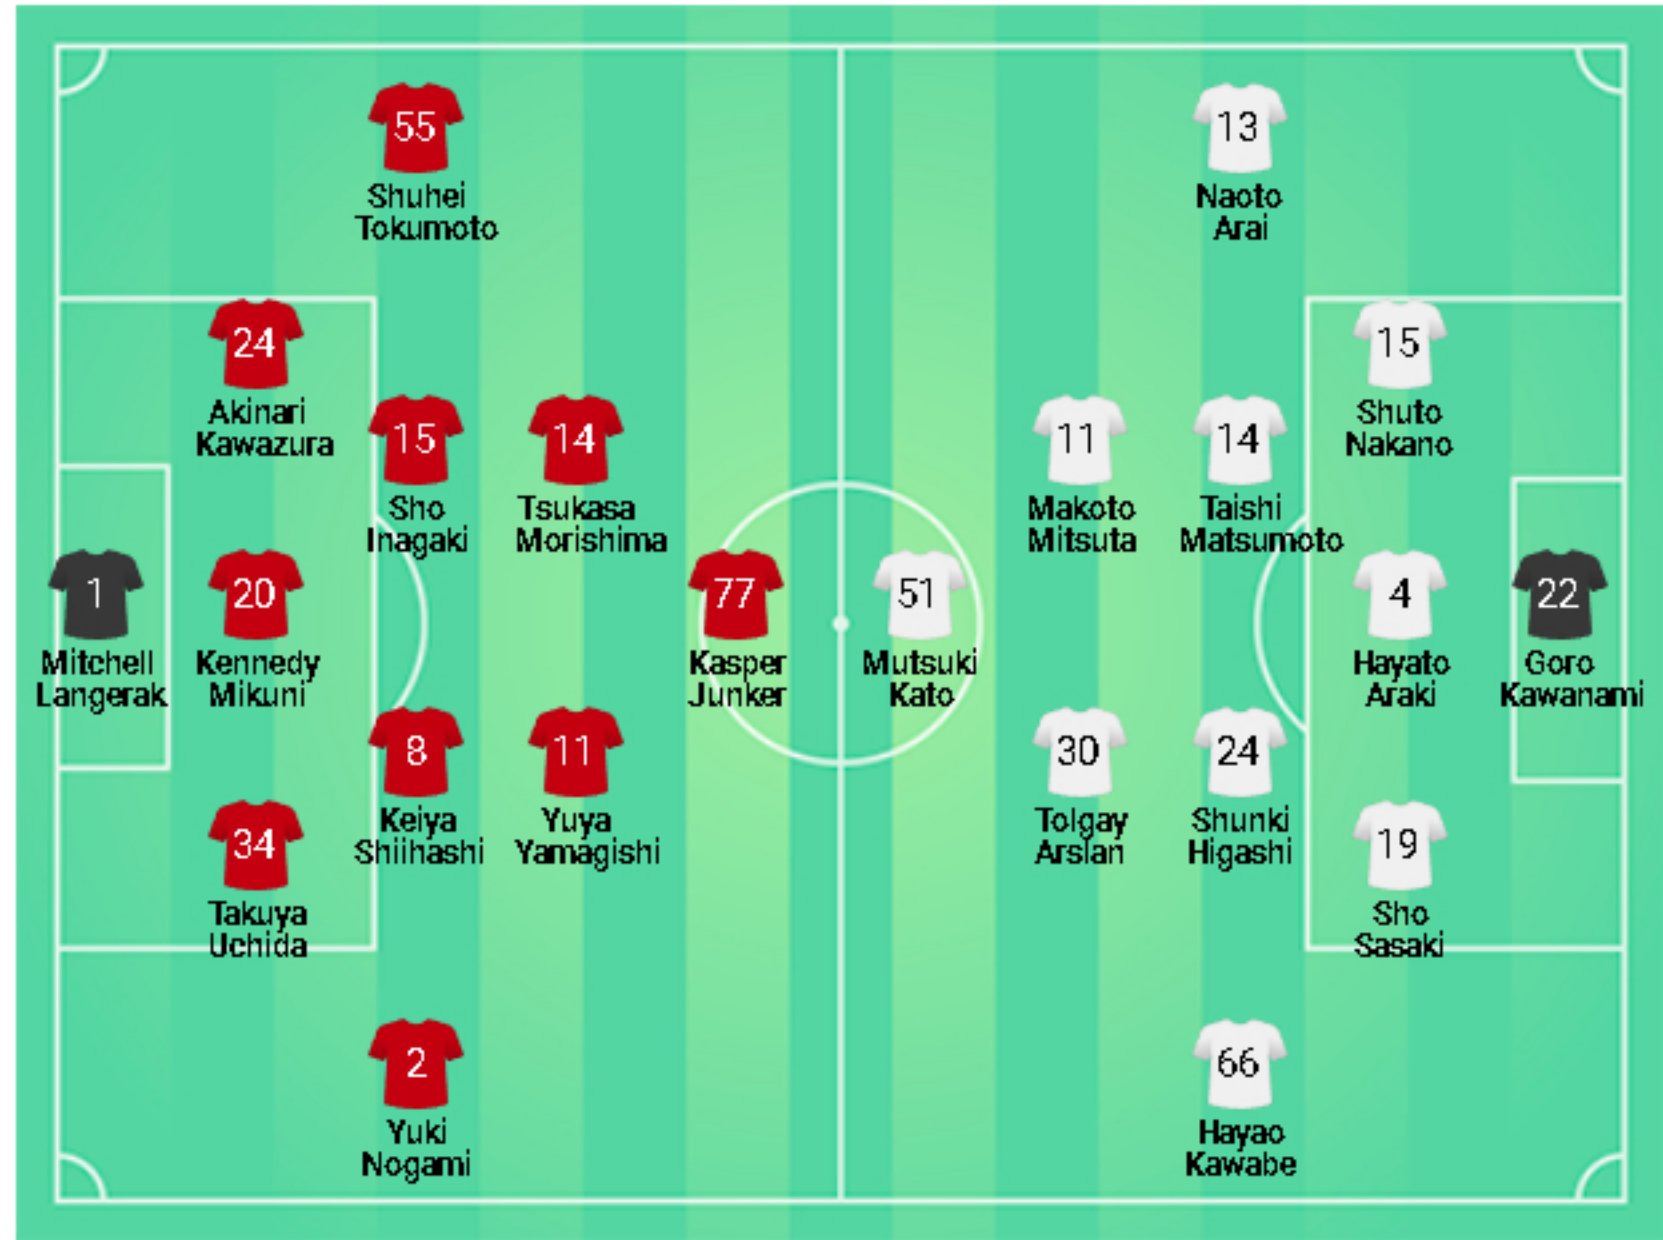 55
Shuhei
Tokumoto
24
Akinari
Kawazura
15
Sho
Inagaki
14
Tsukasa
Morishima
1
Mitchell
Langerak
20
Kennedy
Mikuni
77
Kasper
Junker
8
Keiya
Shiihashi
11
Yuya
Yamagishi
34
Takuya
Uchida
2
Yuki
Nogami
13
Naoto
Arai
15
Shuto
Nakano
11
Makoto
Mitsuta
14
Taishi
Matsumoto
51
Mutsuki
Kato
4
Hayato
Araki
22
Goro
Kawanami
30
Tolgay
Arslan
24
Shunki
Higashi
19
Sho
Sasaki
66
Hayao
Kawabe